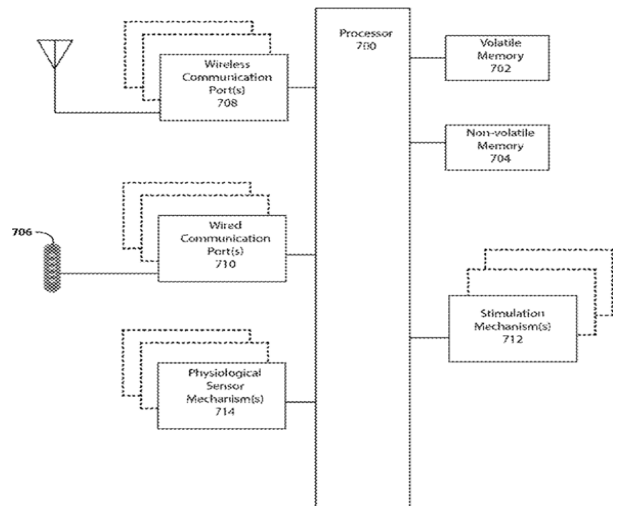 Wireless
Communication
Port(s)
708
Processor
700
Volatile
Memory
702
Non-volatile
Memory
704
706
Wired
Communication
Port(s)
710
Stimulation
Mechanism(s)
712
Physiological
Sensor
Mechanism(s)
714